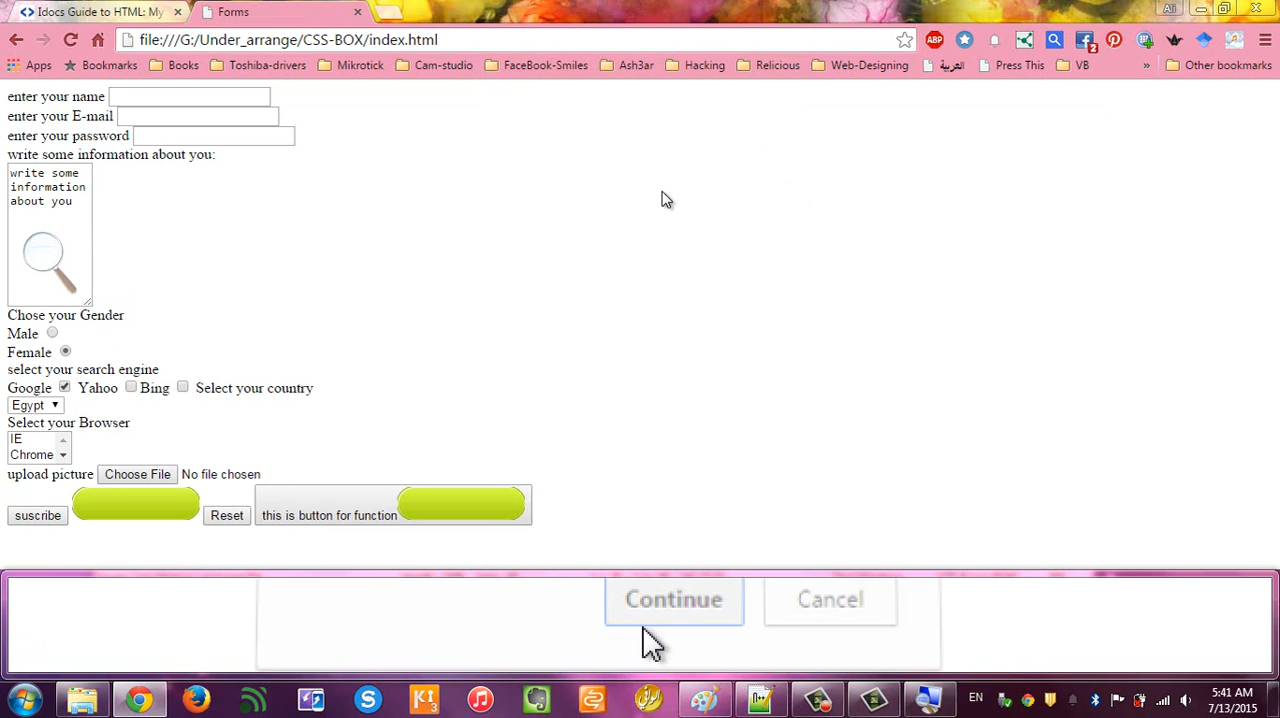 Idocs Guide to HTML: My
Forms
Ali
file:///G:/Under_arrange/CSS-BOX/index.html
ABP
2
Apps Bookmarks Books Toshiba-drivers Mikrotick Cam-studio FaceBook-Smiles Ash3ar Hacking Relicious Web-Designing العربية Press This VB » Other bookmarks
enter your name
enter your E-mail
enter your password
write some information about you:
write some
information
about you
Chose your Gender
Male
Female
select your search engine
Google Yahoo Bing Select your country
Egypt
Select your Browser
IE
Chrome
upload picture Choose File No file chosen
suscribe Reset this is button for function
Continue Cancel
EN
5:41 AM
7/13/2015